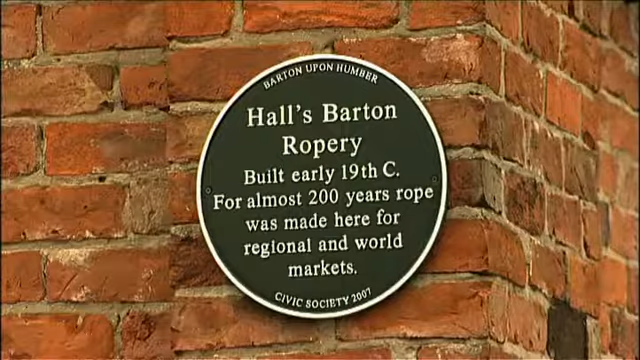 BARTON UPON HUMBER
Hall's Barton
Ropery
Built early 19th C.
For almost 200 years rope
was made here for
regional and world
markets.
CIVIC SOCIETY 2007